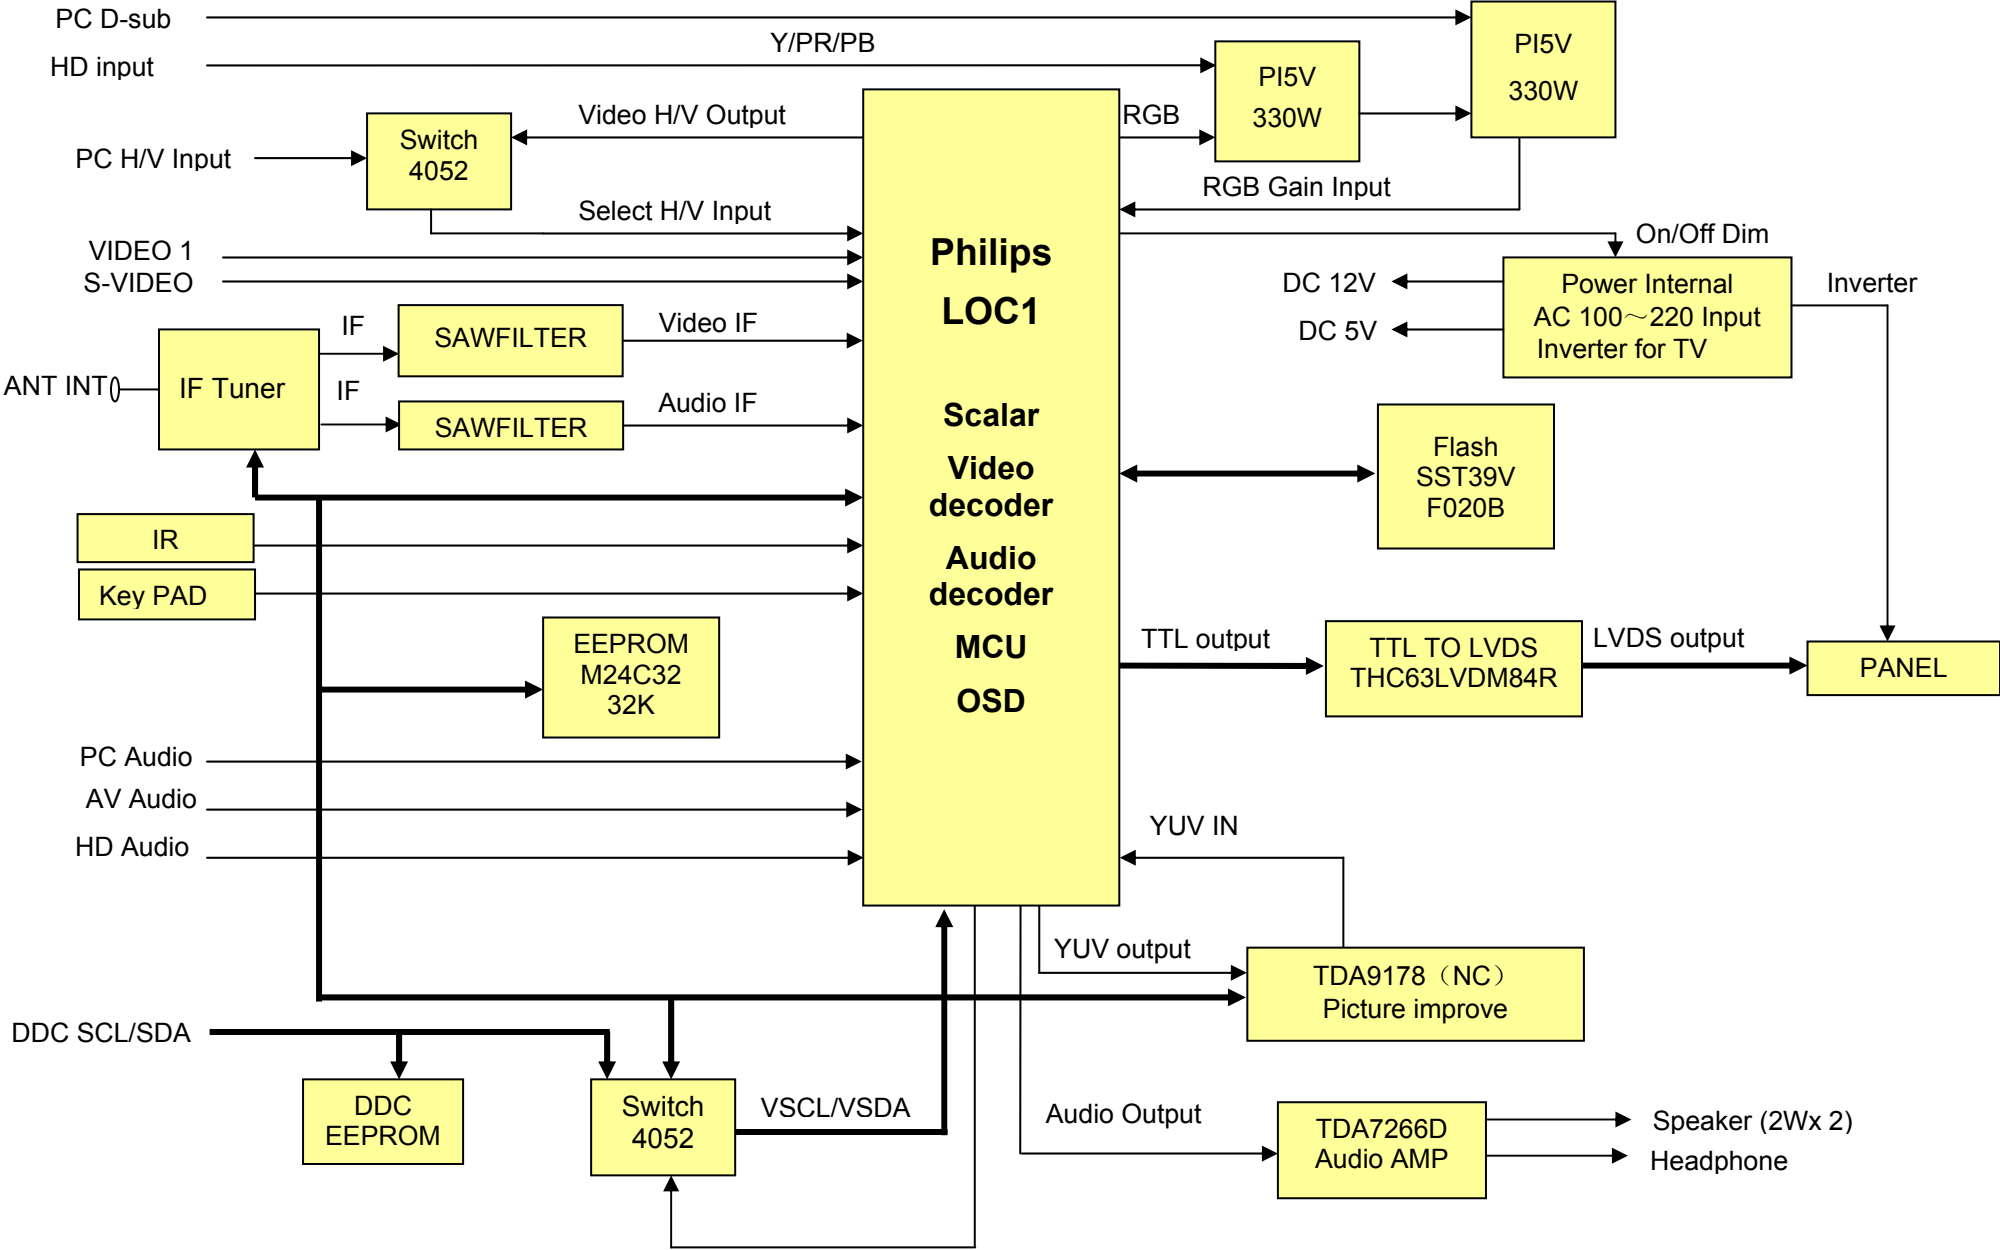 PC D-sub
HD input
Y/PR/PB
PI5V
330W
PI5V
330W
Video H/V Output
RGB
Switch
4052
PC H/V Input
RGB Gain Input
Select H/V Input
VIDEO 1
S-VIDEO
Philips
LOC1
Scalar
Video
decoder
Audio
decoder
MCU
OSD
On/Off Dim
DC 12V
DC 5V
Power Internal
AC 100~220 Input
Inverter for TV
Inverter
IF
SAWFILTER
Video IF
ANT INT
IF Tuner
IF
SAWFILTER
Audio IF
Flash
SST39V
F020B
IR
Key PAD
EEPROM
M24C32
32K
TTL output
TTL TO LVDS
THC63LVDM84R
LVDS output
PANEL
PC Audio
AV Audio
HD Audio
YUV IN
YUV output
TDA9178（NC）
Picture improve
DDC SCL/SDA
DDC
EEPROM
Switch
4052
VSCL/VSDA
Audio Output
TDA7266D
Audio AMP
Speaker (2Wx 2)
Headphone